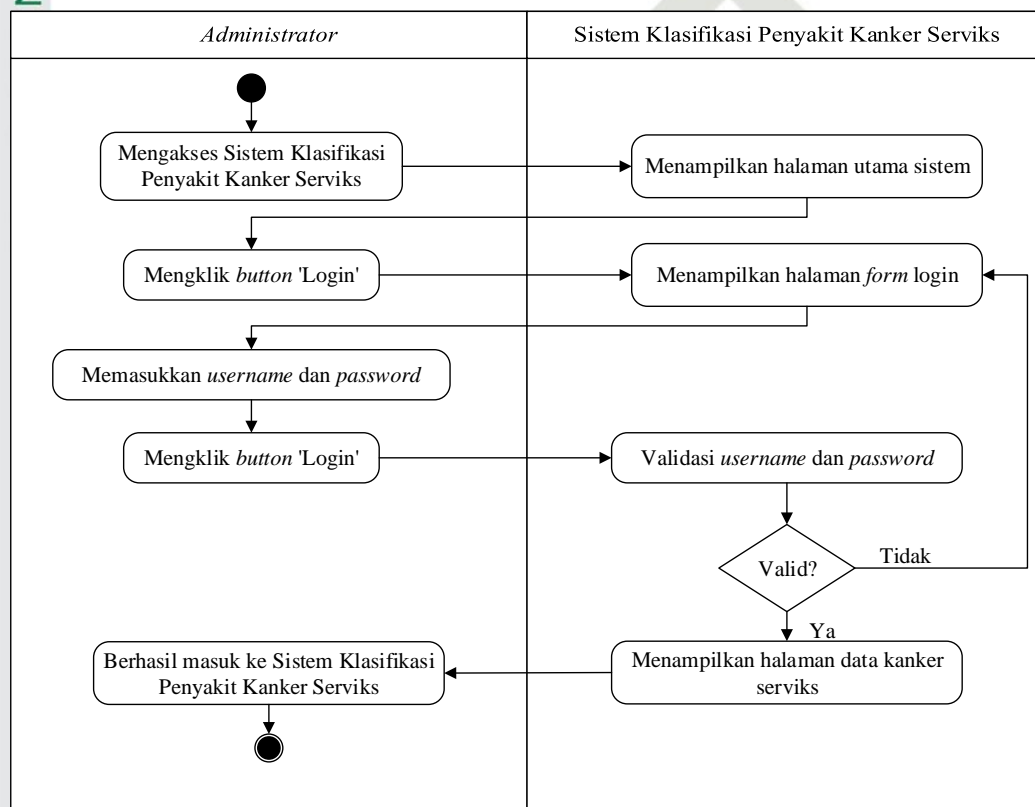 Administrator
Sistem Klasifikasi Penyakit Kanker Serviks
Mengakses Sistem Klasifikasi
Penyakit Kanker Serviks
Menampilkan halaman utama sistem
Mengklik button 'Login'
Menampilkan halaman form login
Memasukkan username dan password
Mengklik button 'Login'
Validasi username dan password
Valid?
Tidak
Ya
Menampilkan halaman data kanker
serviks
Berhasil masuk ke Sistem Klasifikasi
Penyakit Kanker Serviks